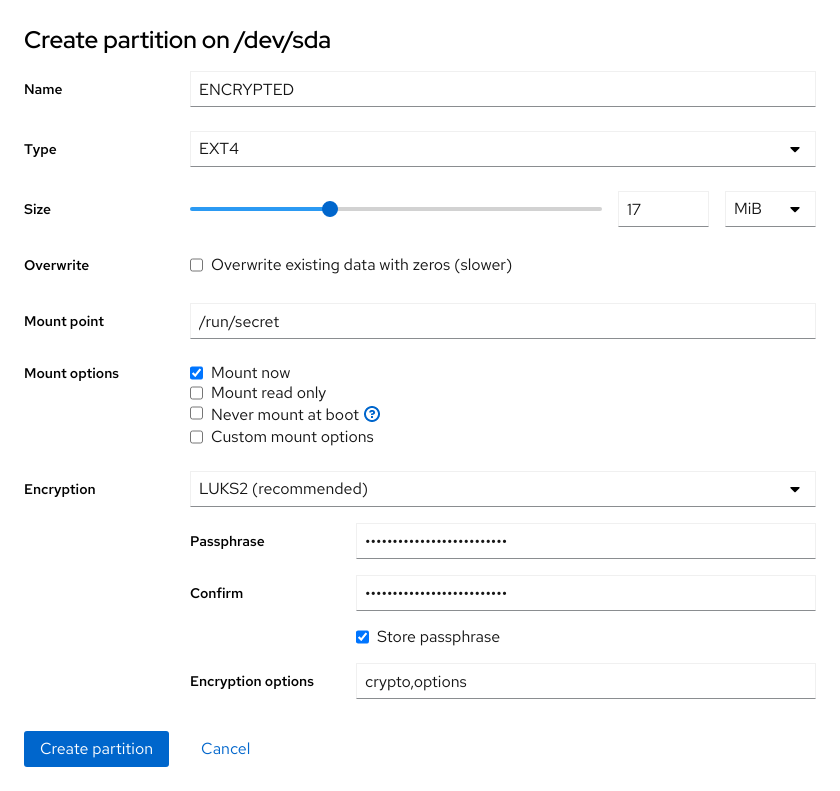 Create partition on /dev/sda
Name
ENCRYPTED
Type
EXT4
Size
17
MiB
Overwrite
Overwrite existing data with zeros (slower)
Mount point
/run/secret
Mount options
Mount now
Mount read only
Never mount at boot ?
Custom mount options
Encryption
LUKS2 (recommended)
Passphrase
••••••••••••••••••••••••••
Confirm
••••••••••••••••••••••••••
Store passphrase
Encryption options
crypto,options
Create partition
Cancel